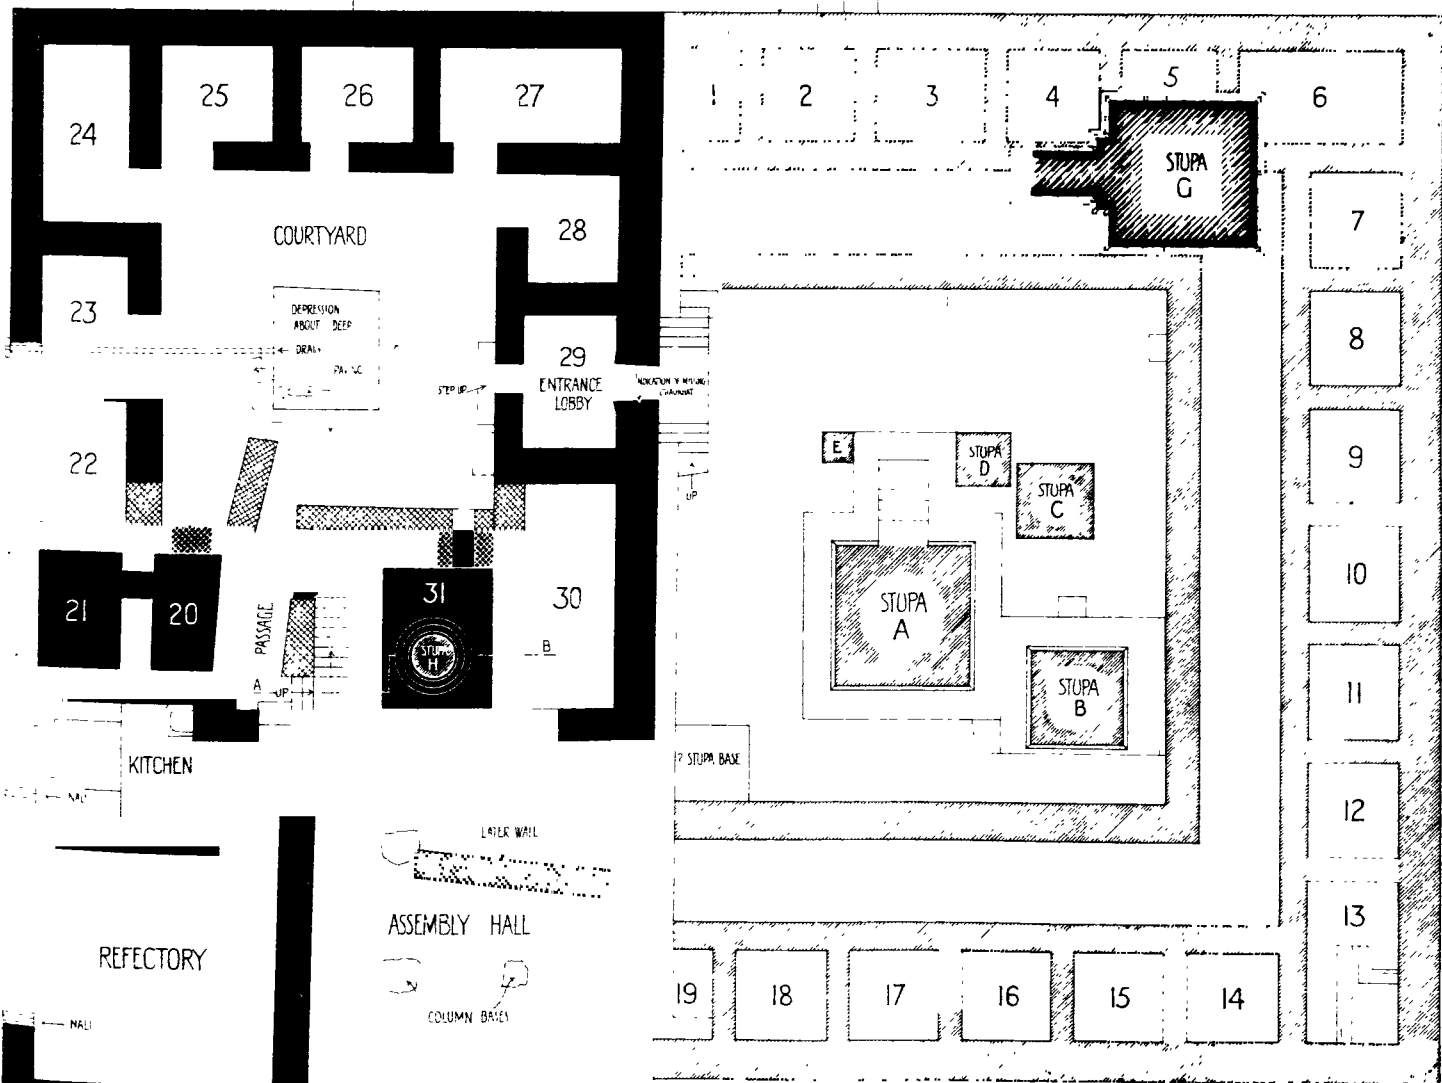 25
26
27
24
1
2
3
4
5
6
STUPA
G
28
7
COURTYARD
23
DEPRESSION
ABOUT DEEP
8
29
ENTRANCE
LOBBY
STEP UP
22
E
STUPA
D
STUPA
C
9
UP
21
20
PASSAGE
31
STUPA
H
30
B
STUPA
A
10
A
UP
STUPA
B
11
KITCHEN
? STUPA BASE
12
LATER WALL
ASSEMBLY HALL
13
REFECTORY
19
18
17
16
15
14
COLUMN BASES
NALI